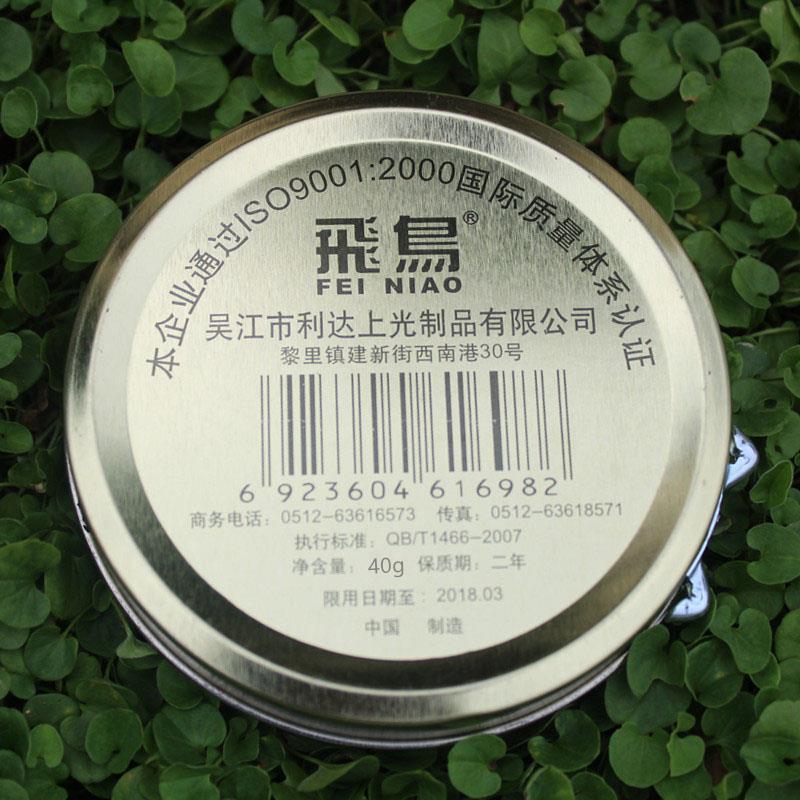 本企业通过ISO9001:2000国际质量体系认证
飛鳥®
FEI NIAO
吴江市利达上光制品有限公司
黎里镇建新街西南港30号
6 923604 616982
商务电话：0512-63616573 传真：0512-63618571
执行标准：QB/T1466-2007
净含量：40g 保质期：二年
限用日期至：2018.03
中国 制造